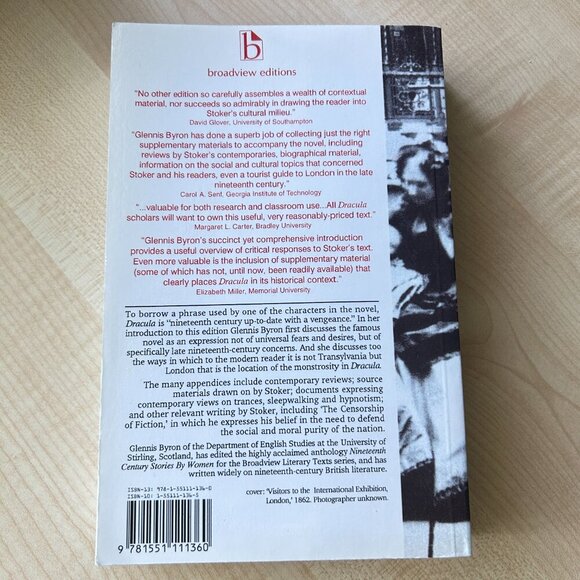 b
broadview editions
"No other edition so carefully assembles a wealth of contextual
material, nor succeeds so admirably in drawing the reader into
Stoker's cultural milieu."
David Glover, University of Southampton
"Glennis Byron has done a superb job of collecting just the right
supplementary materials to accompany the novel, including
reviews by Stoker's contemporaries, biographical material,
information on the social and cultural topics that concerned
Stoker and his readers, even a tourist guide to London in the late
nineteenth century."
Carol A. Senf, Georgia Institute of Technology
"...valuable for both research and classroom use...All Dracula
scholars will want to own this useful, very reasonably-priced text."
Margaret L. Carter, Bradley University
"Glennis Byron's succinct yet comprehensive introduction
provides a useful overview of critical responses to Stoker's text.
Even more valuable is the inclusion of supplementary material
(some of which has not, until now, been readily available) that
clearly places Dracula in its historical context."
Elizabeth Miller, Memorial University
To borrow a phrase used by one of the characters in the novel,
Dracula is "nineteenth century up-to-date with a vengeance." In her
introduction to this edition Glennis Byron first discusses the famous
novel as an expression not of universal fears and desires, but of
specifically late nineteenth-century concerns. And she discusses too
the ways in which to the modern reader it is not Transylvania but
London that is the location of the monstrosity in Dracula.
The many appendices include contemporary reviews; source
materials drawn on by Stoker; documents expressing
contemporary views on trances, sleepwalking and hypnotism;
and other relevant writing by Stoker, including 'The Censorship
of Fiction,' in which he expresses his belief in the need to defend
the social and moral purity of the nation.
Glennis Byron of the Department of English Studies at the University of
Stirling, Scotland, has edited the highly acclaimed anthology Nineteenth
Century Stories By Women for the Broadview Literary Texts series, and has
written widely on nineteenth-century British literature.
ISBN-13: 978-1-55111-136-0
ISBN-10: 1-55111-136-5
cover: 'Visitors to the International Exhibition,
London,' 1862. Photographer unknown.
9 781551 111360